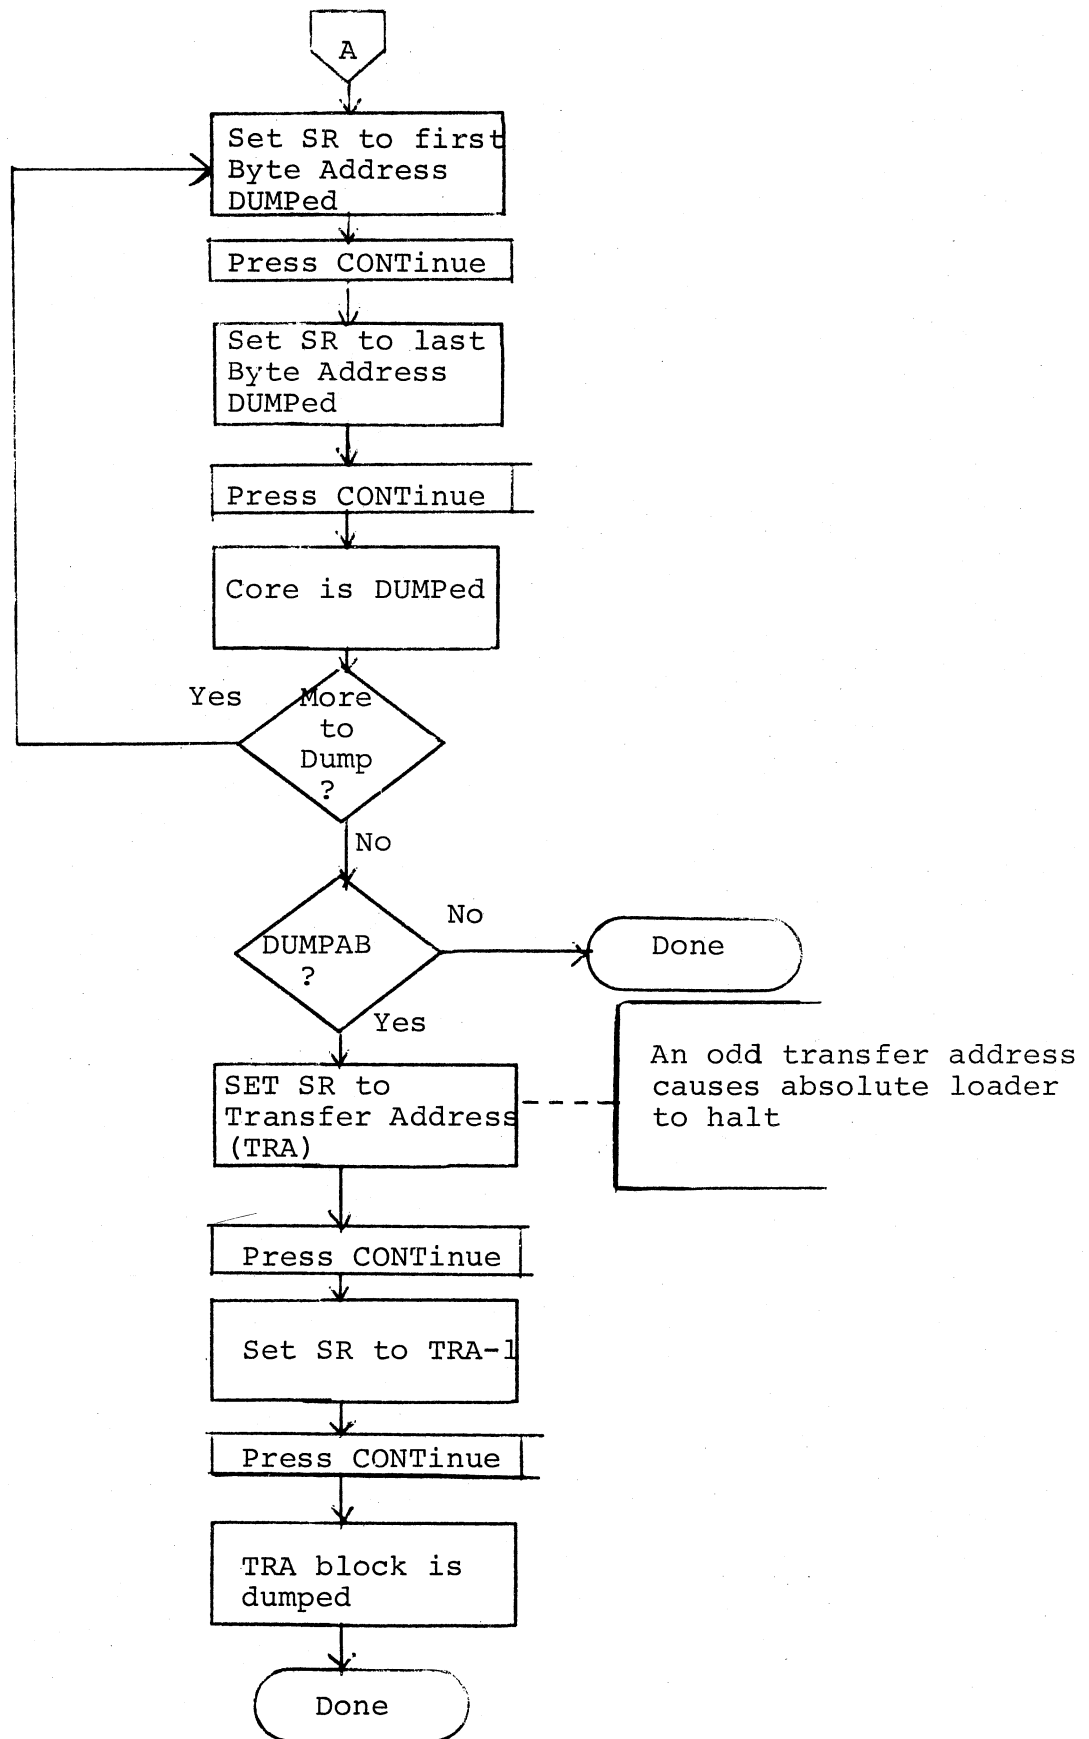 A
Set SR to first
Byte Address
DUMPed
Press CONTinue
Set SR to last
Byte Address
DUMPed
Press CONTinue
Core is DUMPed
Yes
More
to
Dump
?
No
DUMPAB
?
No
Done
Yes
An odd transfer address
causes absolute loader
to halt
SET SR to
Transfer Address
(TRA)
Press CONTinue
Set SR to TRA-1
Press CONTinue
TRA block is
dumped
Done